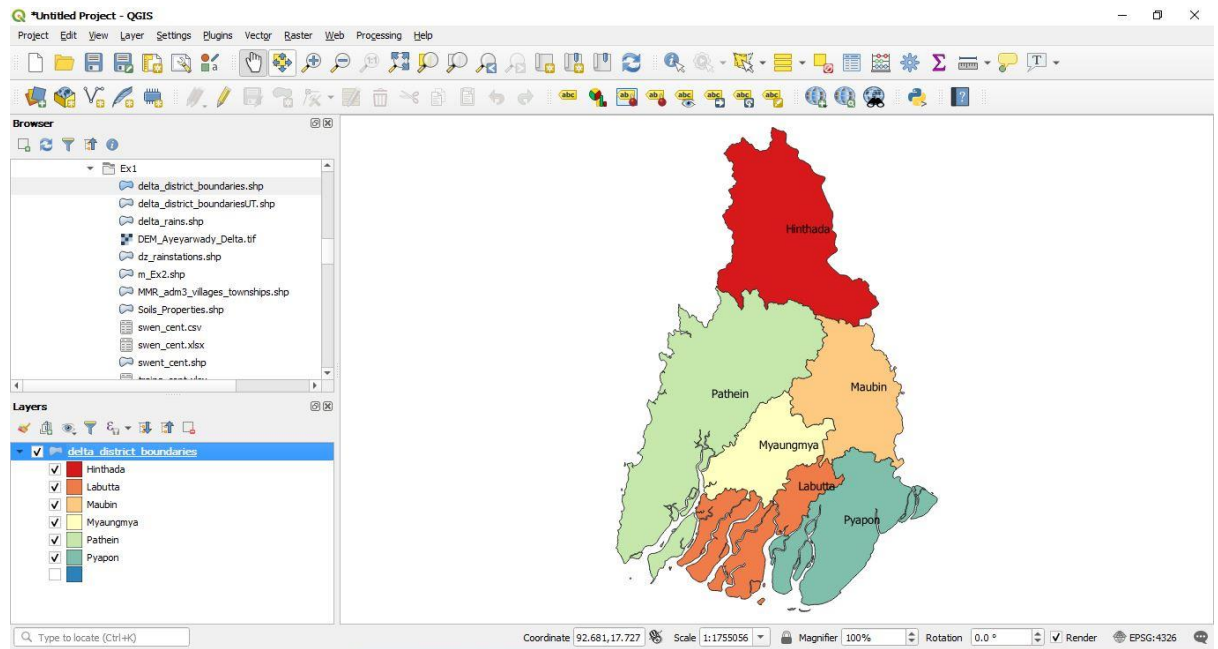 *Untitled Project - QGIS
Project Edit View Layer Settings Plugins Vector Raster Web Processing Help
Browser
Ex1
delta_district_boundaries.shp
delta_district_boundariesUT.shp
delta_rains.shp
DEM_Ayeyarwady_Delta.tif
dz_rainstations.shp
m_Ex2.shp
MMR_adm3_villages_townships.shp
Soils_Properties.shp
swen_cent.csv
swen_cent.xlsx
swent_cent.shp
Layers
delta_district_boundaries
Hinthada
Labutta
Maubin
Myaungmya
Pathein
Pyapon
Hinthada
Pathein
Maubin
Myaungmya
Labutta
Pyapon
Type to locate (Ctrl+K)
Coordinate 92.681,17.727 Scale 1:1755056 Magnifier 100% Rotation 0.0 ° Render EPSG:4326